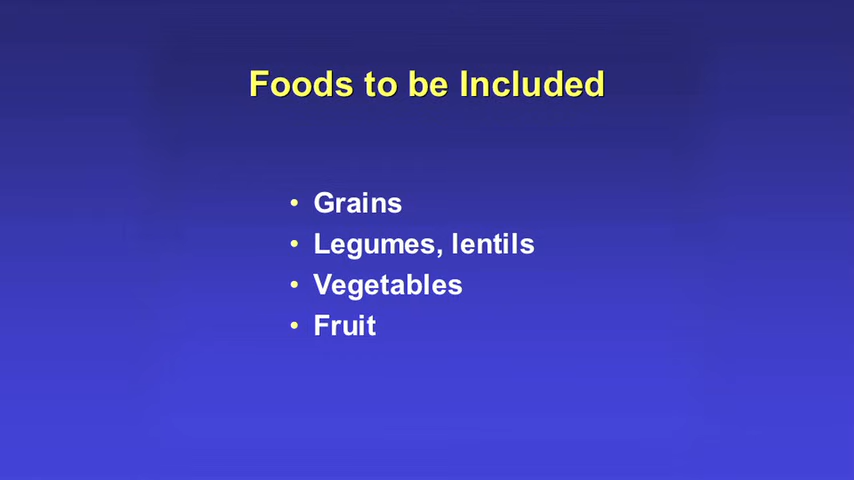 Foods to be Included
• Grains
• Legumes, lentils
• Vegetables
• Fruit